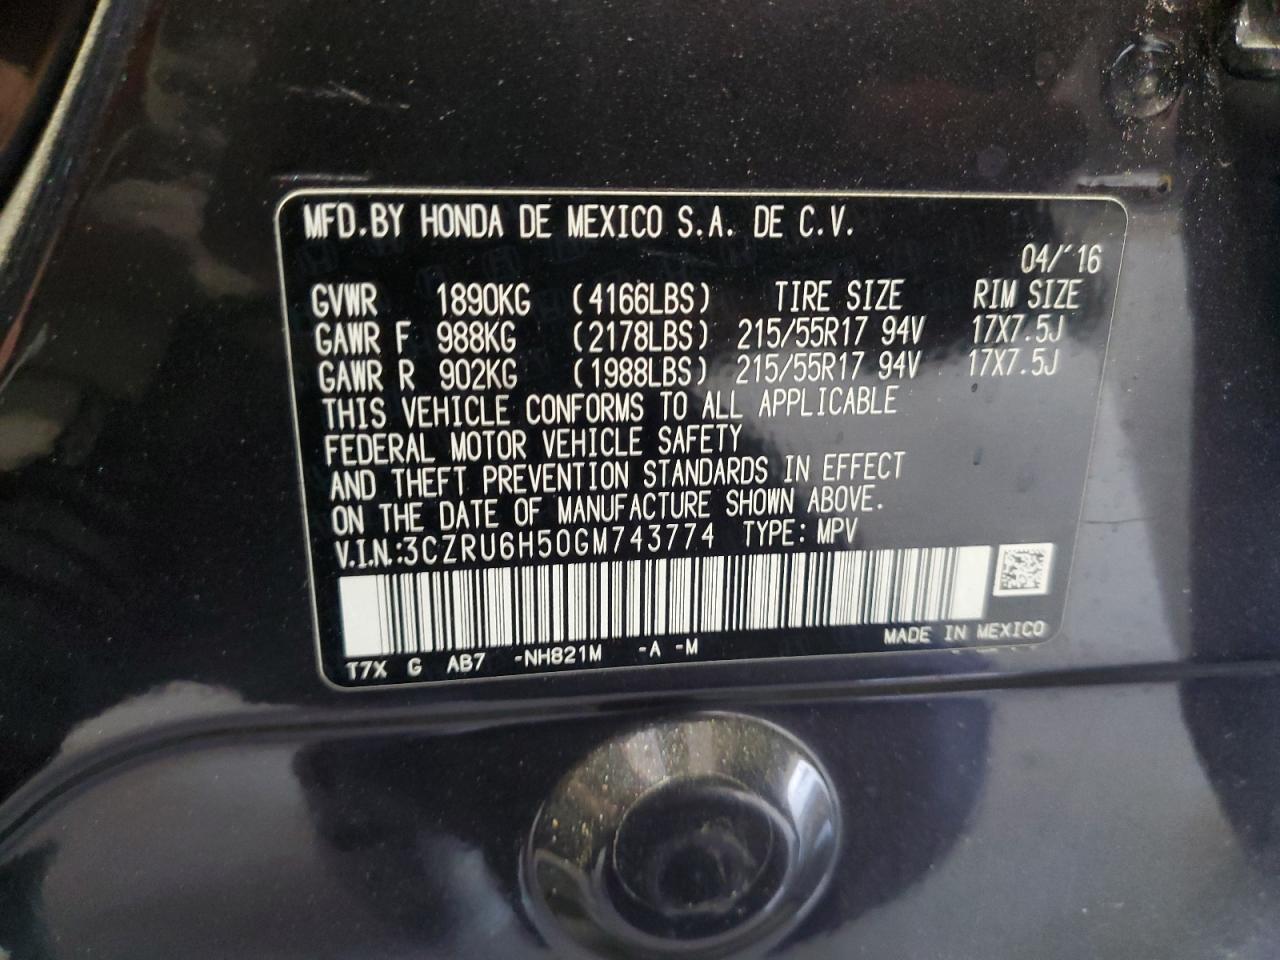 MFD.BY HONDA DE MEXICO S.A. DE C.V.
04/´16
GVWR 1890KG (4166LBS) TIRE SIZE RIM SIZE
GAWR F 988KG (2178LBS) 215/55R17 94V 17X7.5J
GAWR R 902KG (1988LBS) 215/55R17 94V 17X7.5J
THIS VEHICLE CONFORMS TO ALL APPLICABLE
FEDERAL MOTOR VEHICLE SAFETY
AND THEFT PREVENTION STANDARDS IN EFFECT
ON THE DATE OF MANUFACTURE SHOWN ABOVE.
V.I.N.:3CZRU6H50GM743774 TYPE: MPV
MADE IN MEXICO
T7X G AB7 -NH821M -A -M